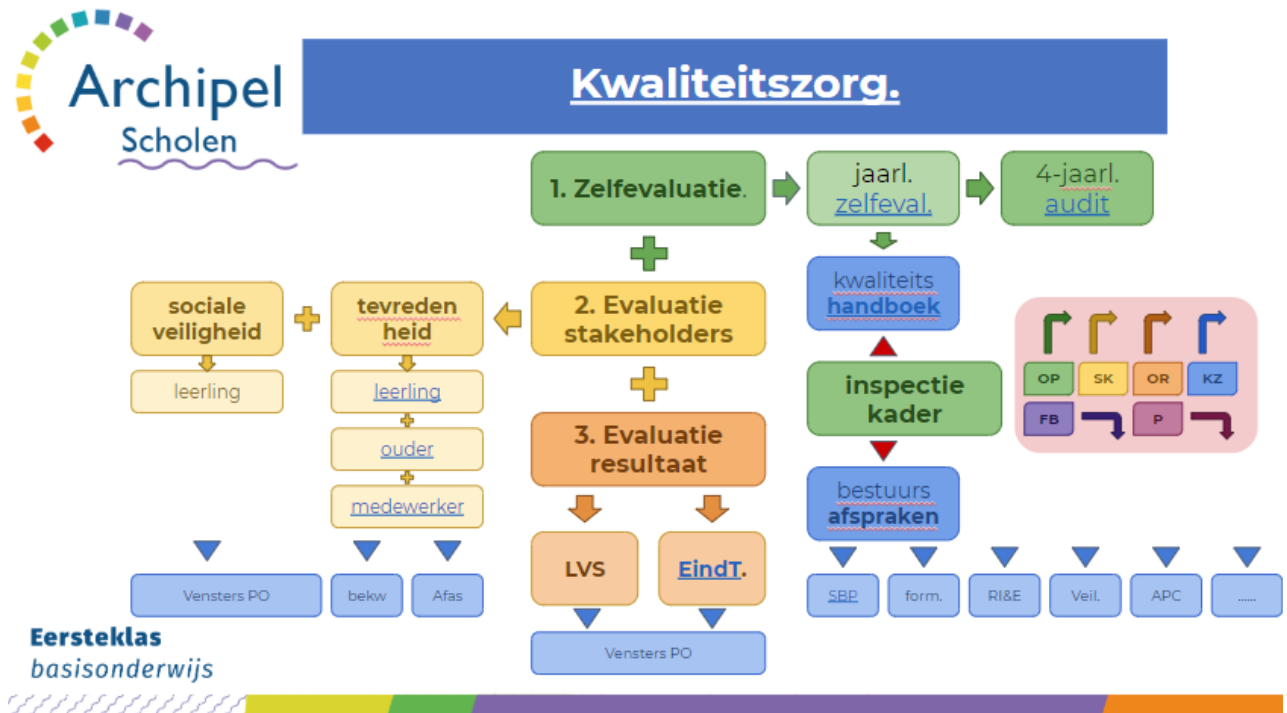 Archipel
Scholen
Kwaliteitszorg.
1. Zelfevaluatie.
jaarl.
zelfeval.
4-jaarl.
audit
sociale
veiligheid
tevreden
heid
2. Evaluatie
stakeholders
kwaliteits
handboek
leerling
leerling
ouder
medewerker
3. Evaluatie
resultaat
inspectie
kader
OP
SK
OR
KZ
FB
P
bestuurs
afspraken
LVS
EindT.
Vensters PO
bekw
Afas
SBP
form.
RI&E
Veil.
APC
......
Vensters PO
Eersteklas
basisonderwijs